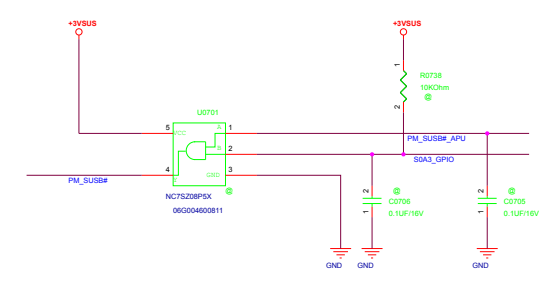 +3VSUS
+3VSUS
R0738
10KOhm
@
1
2
U0701
5
VCC
A
1
B
2
4
Y
GND
3
@
PM_SUSB#_APU
S0A3_GPIO
PM_SUSB#
NC7SZ08P5X
06G004600811
2
@
C0706
1
0.1UF/16V
2
@
C0705
1
0.1UF/16V
GND
GND
GND